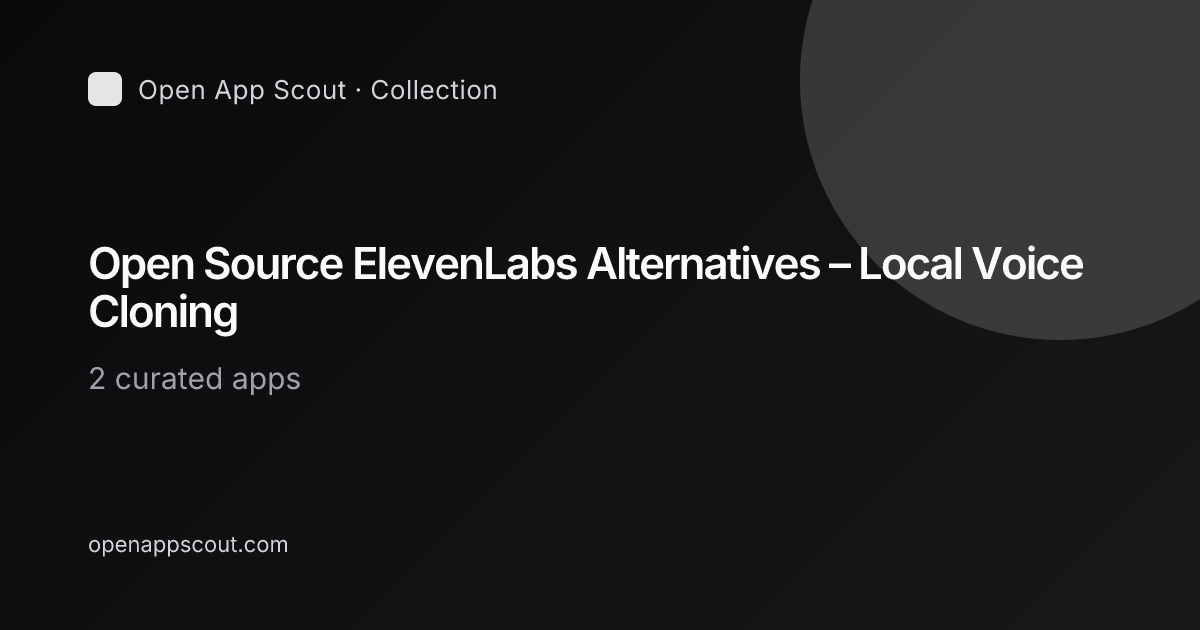 Open App Scout · Collection
Open Source ElevenLabs Alternatives – Local Voice
Cloning
2 curated apps
openappscout.com